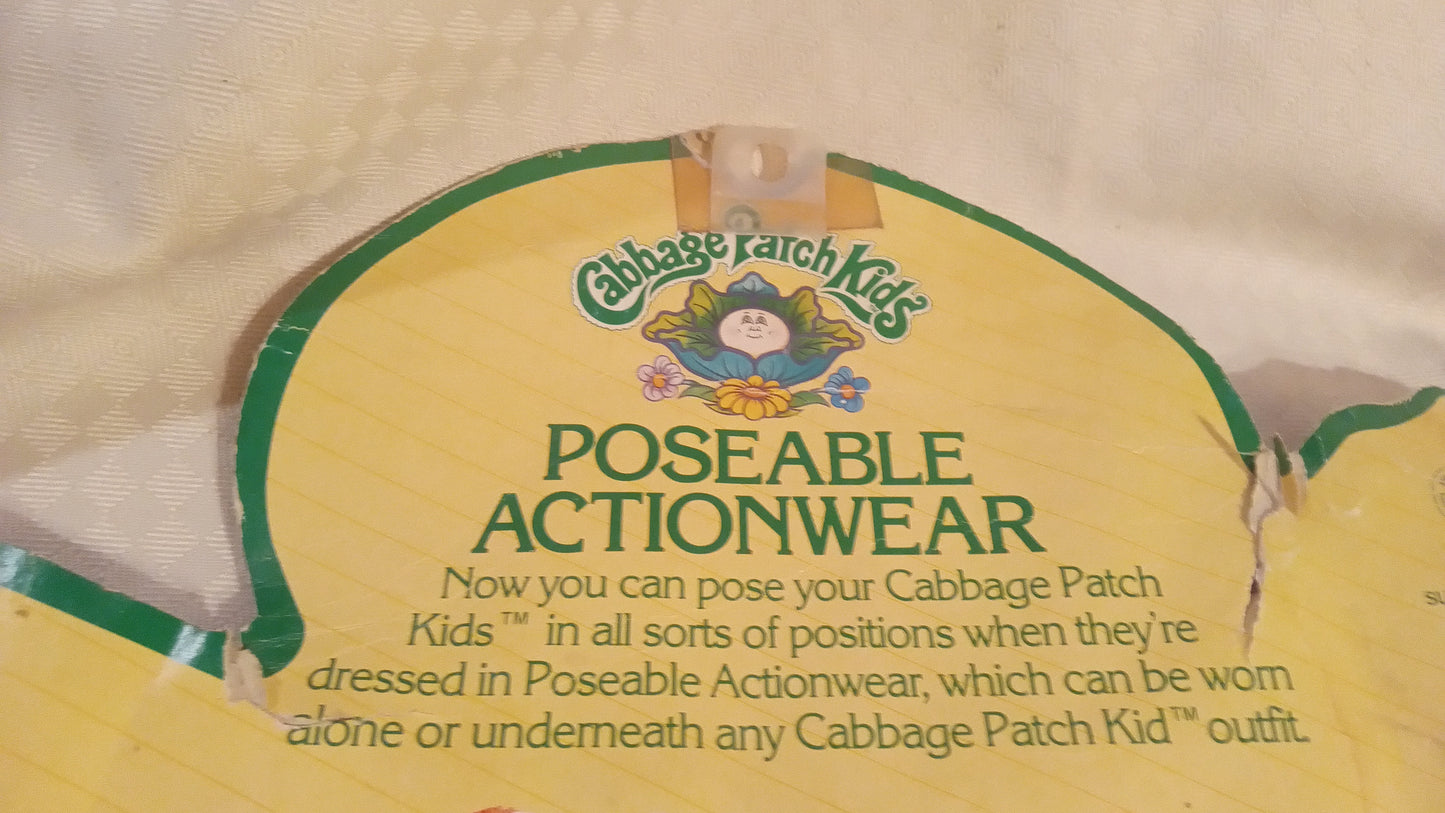 Cabbage Patch Kids
POSEABLE
ACTIONWEAR
Now you can pose your Cabbage Patch
Kids™ in all sorts of positions when they're
dressed in Poseable Actionwear, which can be worn
alone or underneath any Cabbage Patch Kid™ outfit.